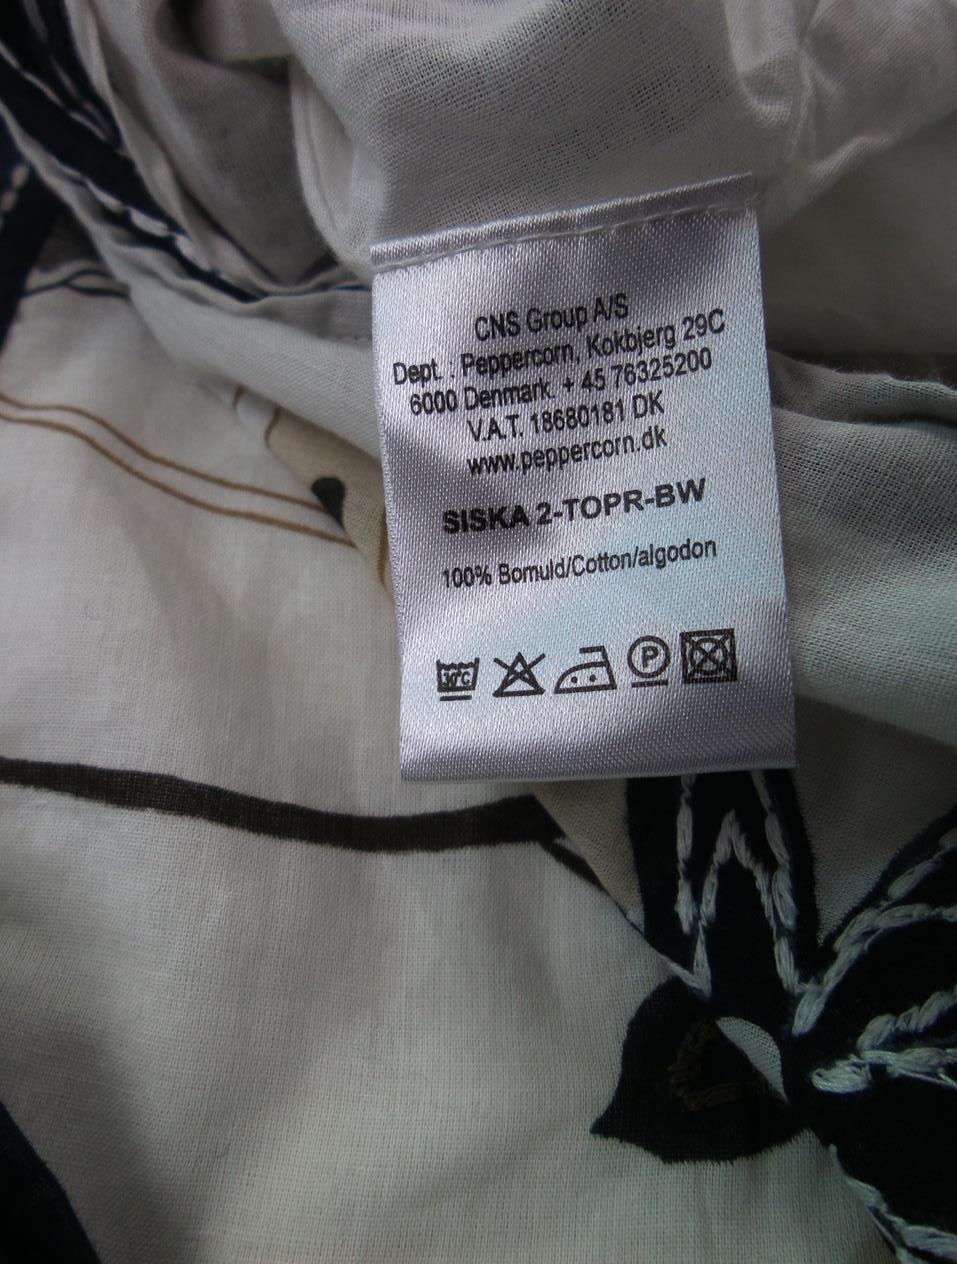 CNS Group A/S
Dept. . Peppercorn, Kokbjerg 29C
6000 Denmark. + 45 76325200
V.A.T. 18680181 DK
www.peppercorn.dk
SISKA 2-TOPR-BW
100% Bomuld/Cotton/algodon
30°C P